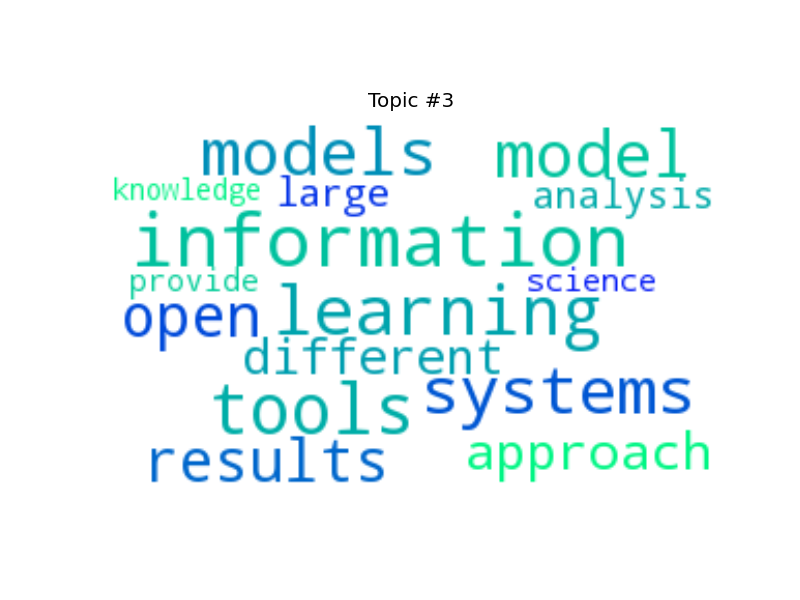 Topic #3
models model
knowledge large analysis
information
provide science
open learning
different
tools systems
results approach